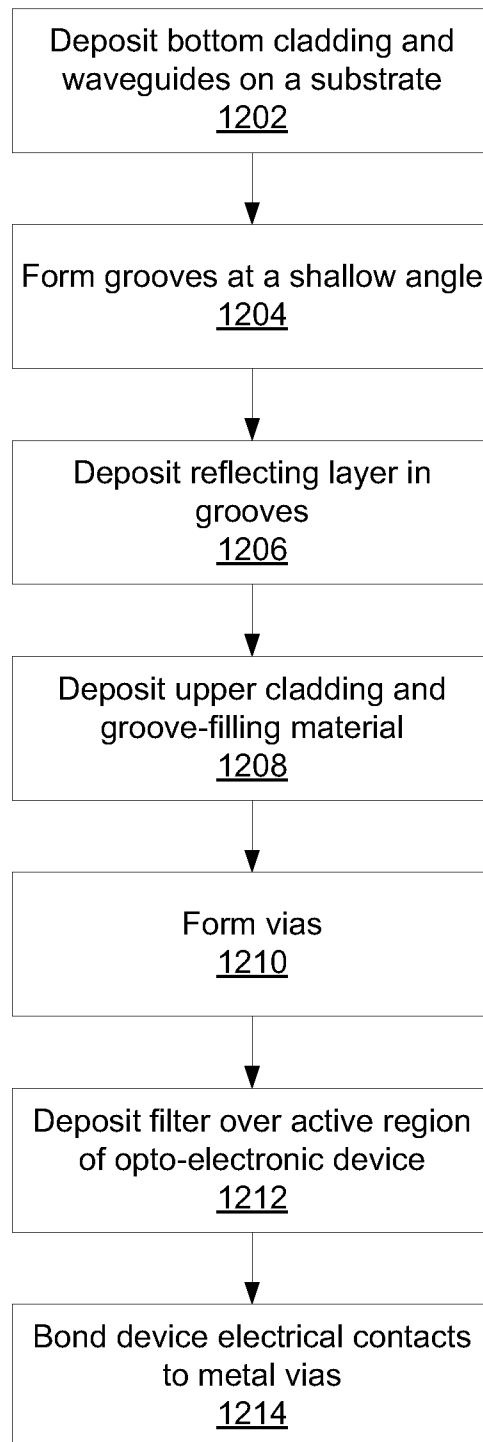 Deposit bottom cladding and
waveguides on a substrate
1202
Form grooves at a shallow angle
1204
Deposit reflecting layer in
grooves
1206
Deposit upper cladding and
groove-filling material
1208
Form vias
1210
Deposit filter over active region
of opto-electronic device
1212
Bond device electrical contacts
to metal vias
1214